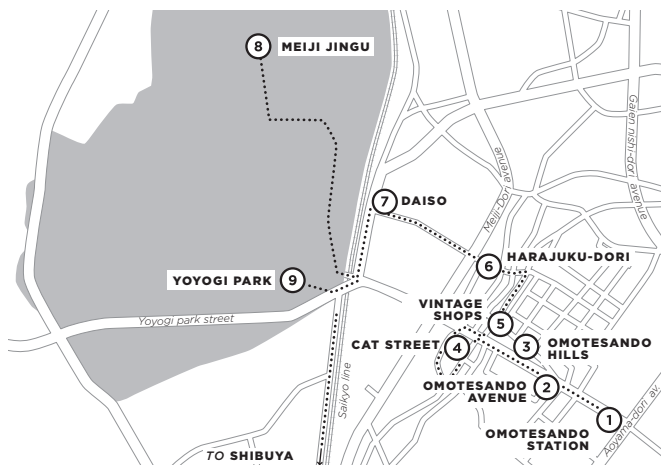 8 MEIJI JINGU
Gaien nishi-dori avenue
Meiji-Dori avenue
7 DAISO
6 HARAJUKU-DORI
YOYOGI PARK 9
VINTAGE
SHOPS
5
Yoyogi park street
CAT STREET 4
3 OMOTESANDO
HILLS
Saikyo line
OMOTESANDO
AVENUE
2
1
OMOTESANDO
STATION
Aoyama-dori av.
TO SHIBUYA